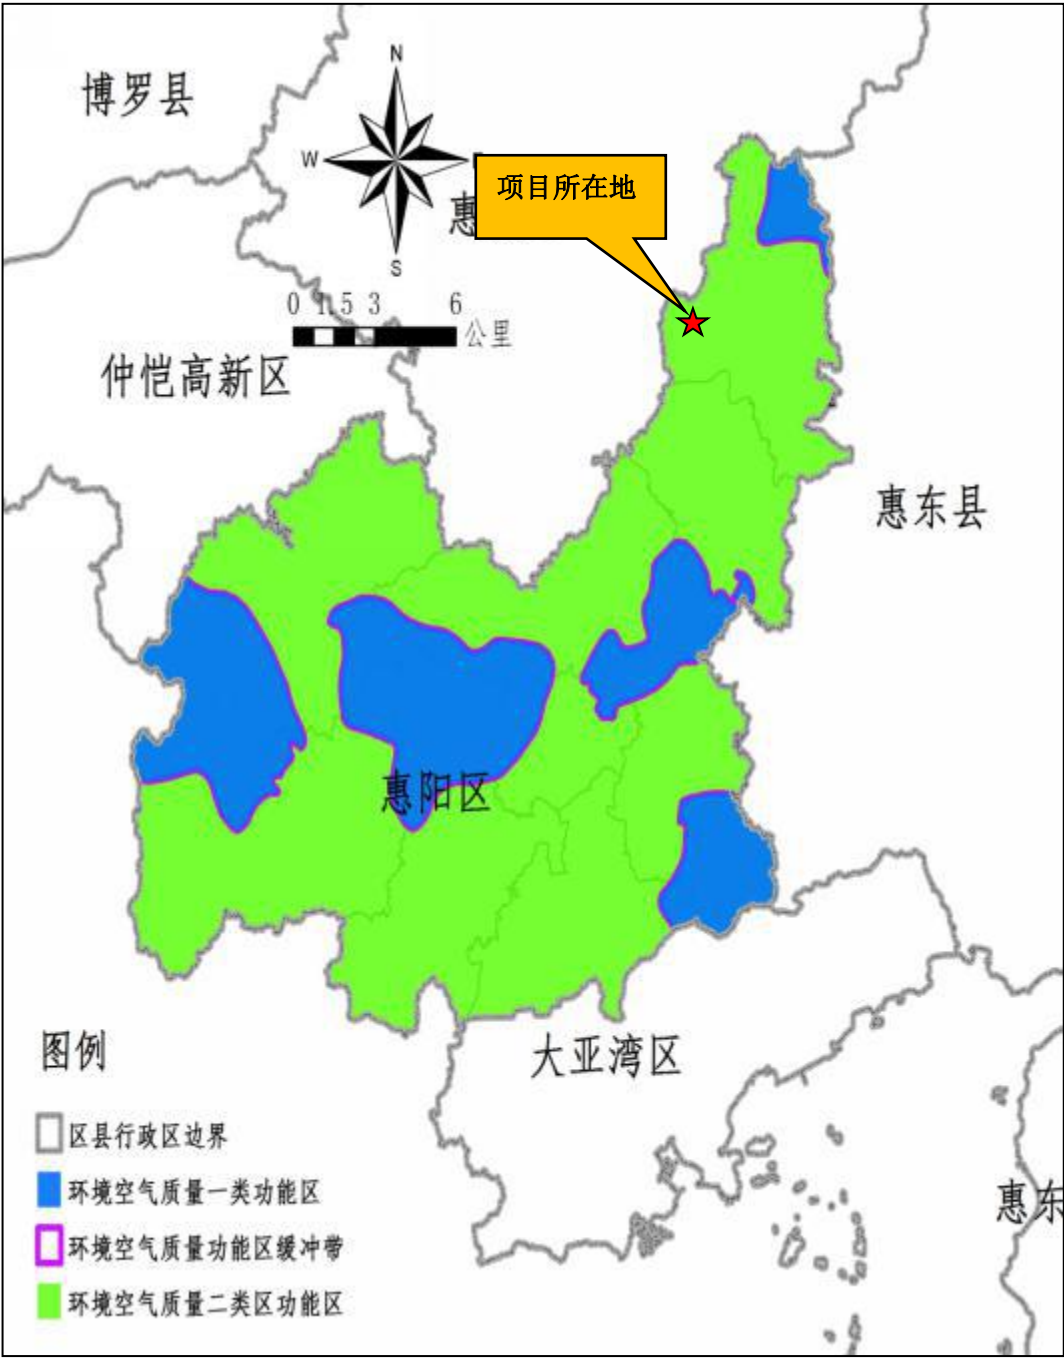 博罗县
N
W
S
惠
项目所在地
0 1.5 3 6
公里
仲恺高新区
惠东县
惠阳区
大亚湾区
图例
区县行政区边界
环境空气质量一类功能区
环境空气质量功能区缓冲带
环境空气质量二类区功能区
惠东